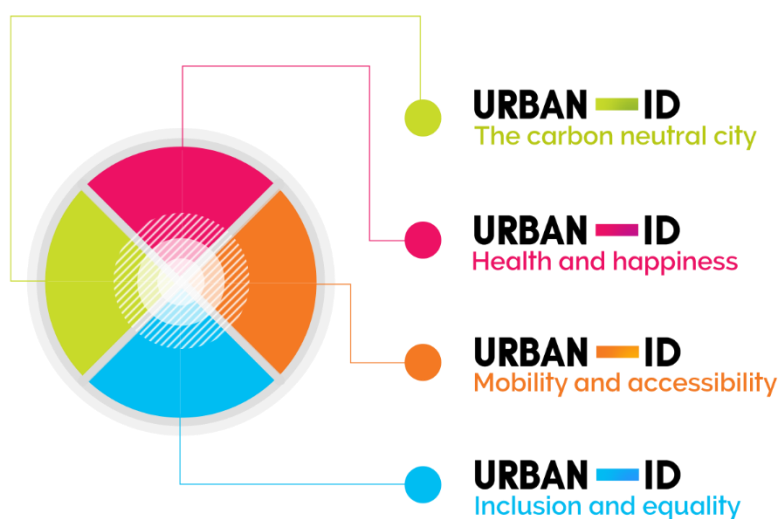 URBAN — ID
The carbon neutral city
URBAN — ID
Health and happiness
URBAN — ID
Mobility and accessibility
URBAN — ID
Inclusion and equality